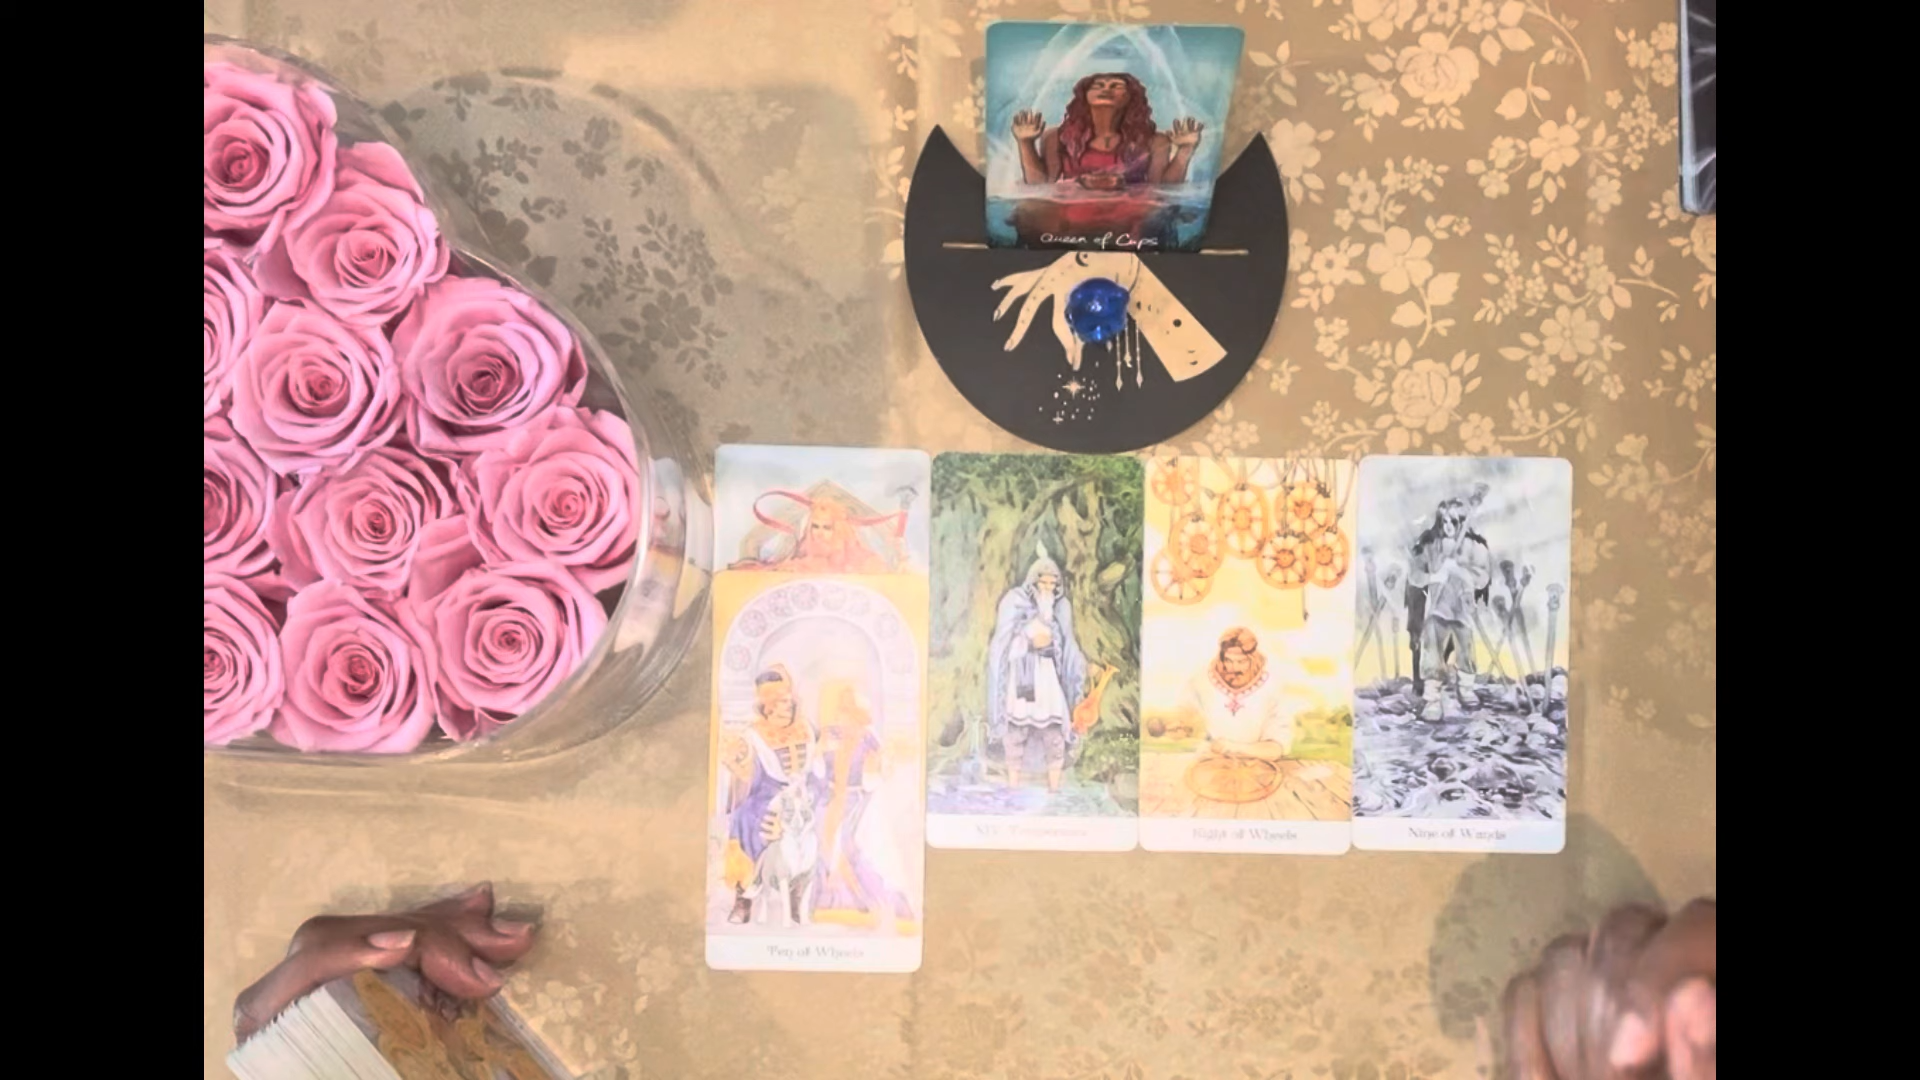 Queen of Cups
Ten of Wheels
XIV. Temperance
Eight of Wheels
Nine of Wands